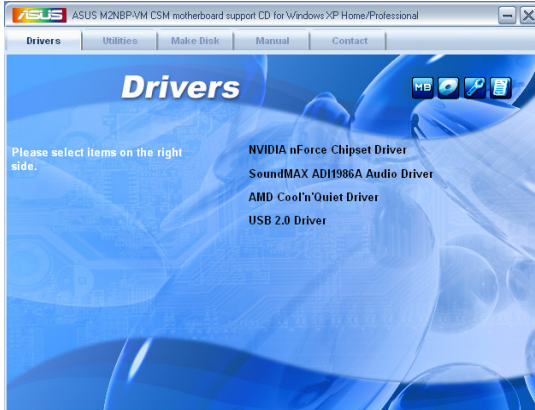 ASUS ASUS M2NBP-VM CSM motherboard support CD for Windows XP Home/Professional
Drivers Utilities Make Disk Manual Contact
Drivers
MB
Please select items on the right
side.
NVIDIA nForce Chipset Driver
SoundMAX ADI1986A Audio Driver
AMD Cool'n'Quiet Driver
USB 2.0 Driver